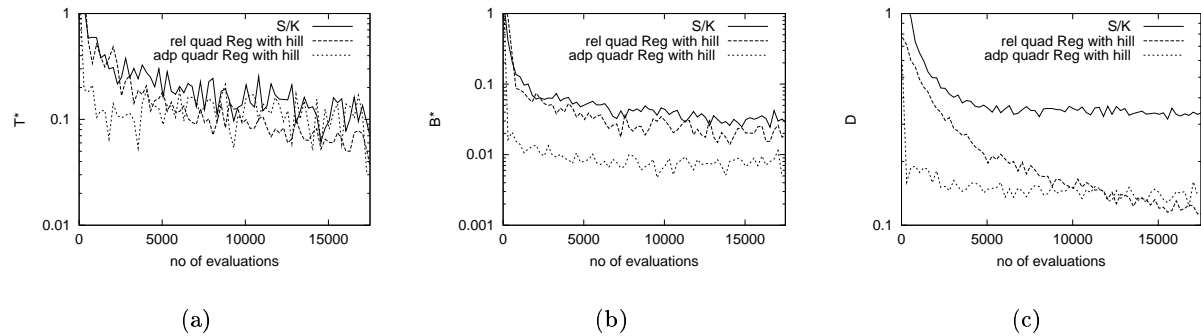 1
0.1
0.01
T*
0
5000
10000
15000
no of evaluations
S/K
rel quad Reg with hill
adp quadr Reg with hill
(a)
1
0.1
0.01
0.001
B*
0
5000
10000
15000
no of evaluations
S/K
rel quad Reg with hill
adp quadr Reg with hill
(b)
1
0.1
D
0
5000
10000
15000
no of evaluations
S/K
rel quad Reg with hill
adp quadr Reg with hill
(c)